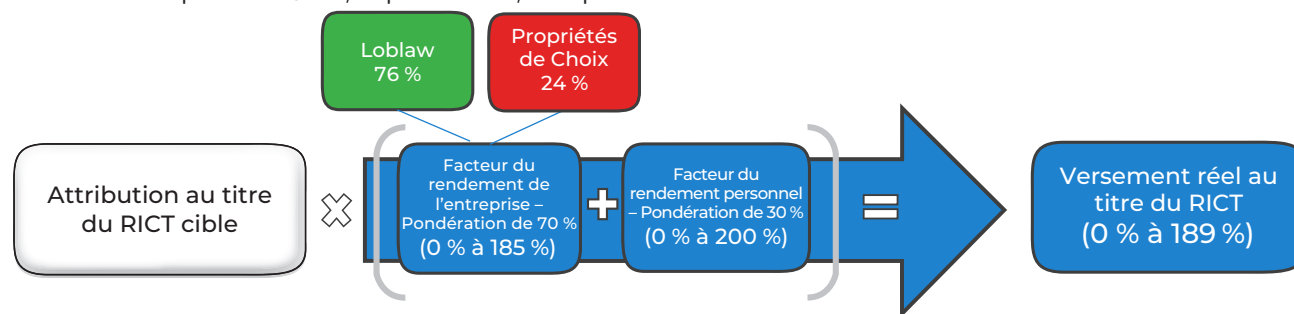 Loblaw
76 %
Propriétés
de Choix
24 %
Attribution au titre
du RICT cible
Facteur du
rendement de
l'entreprise –
Pondération de 70 %
(0 % à 185 %)
+
Facteur du
rendement personnel
– Pondération de 30 %
(0 % à 200 %)
=
Versement réel au
titre du RICT
(0 % à 189 %)